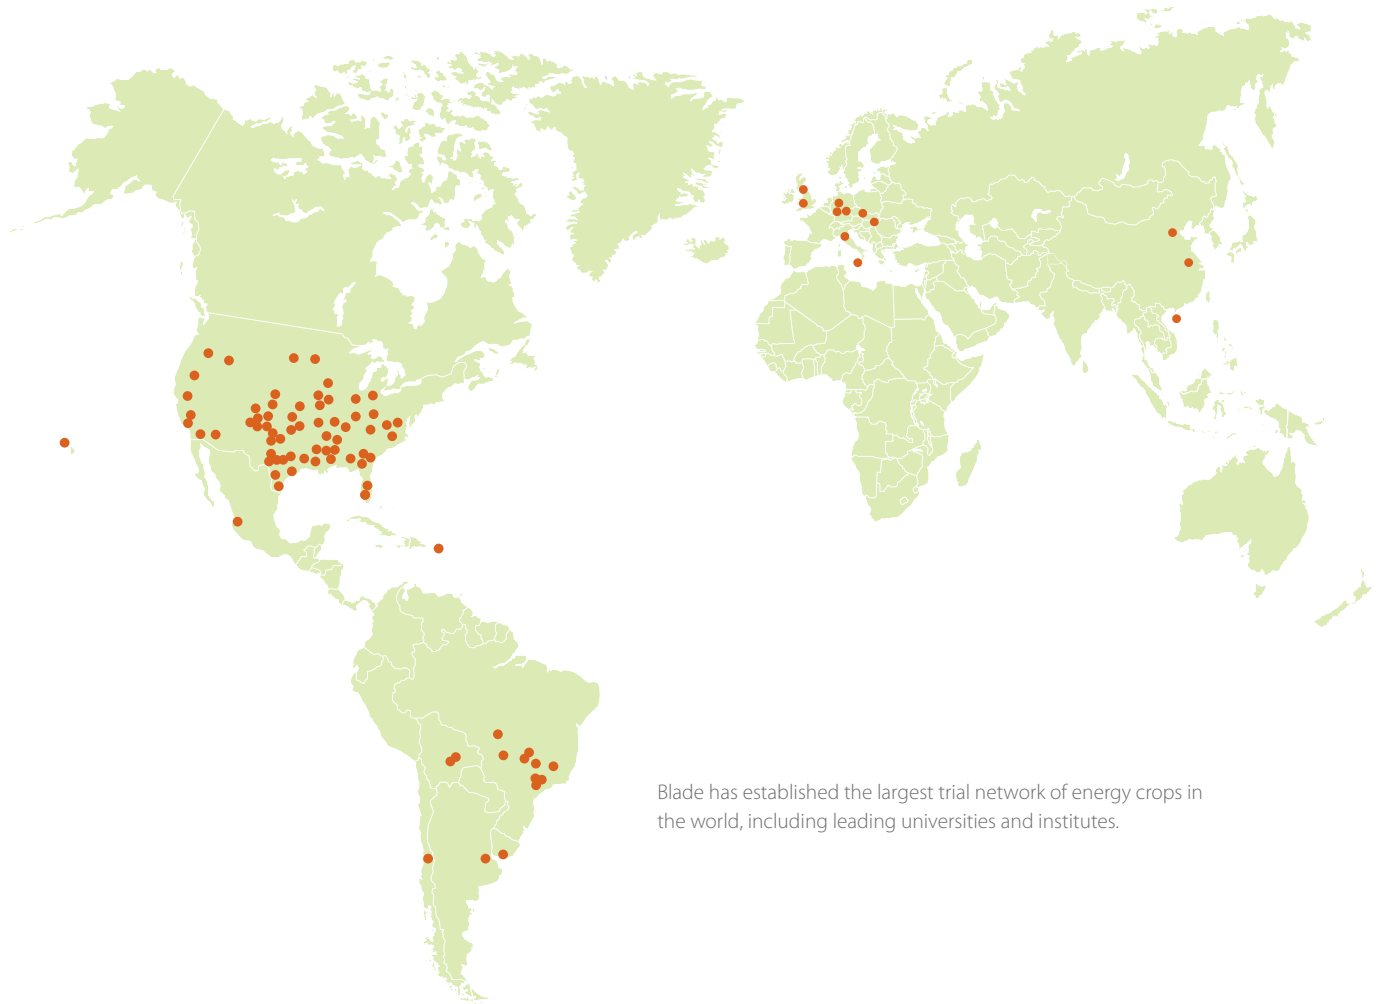 Blade has established the largest trial network of energy crops in
the world, including leading universities and institutes.